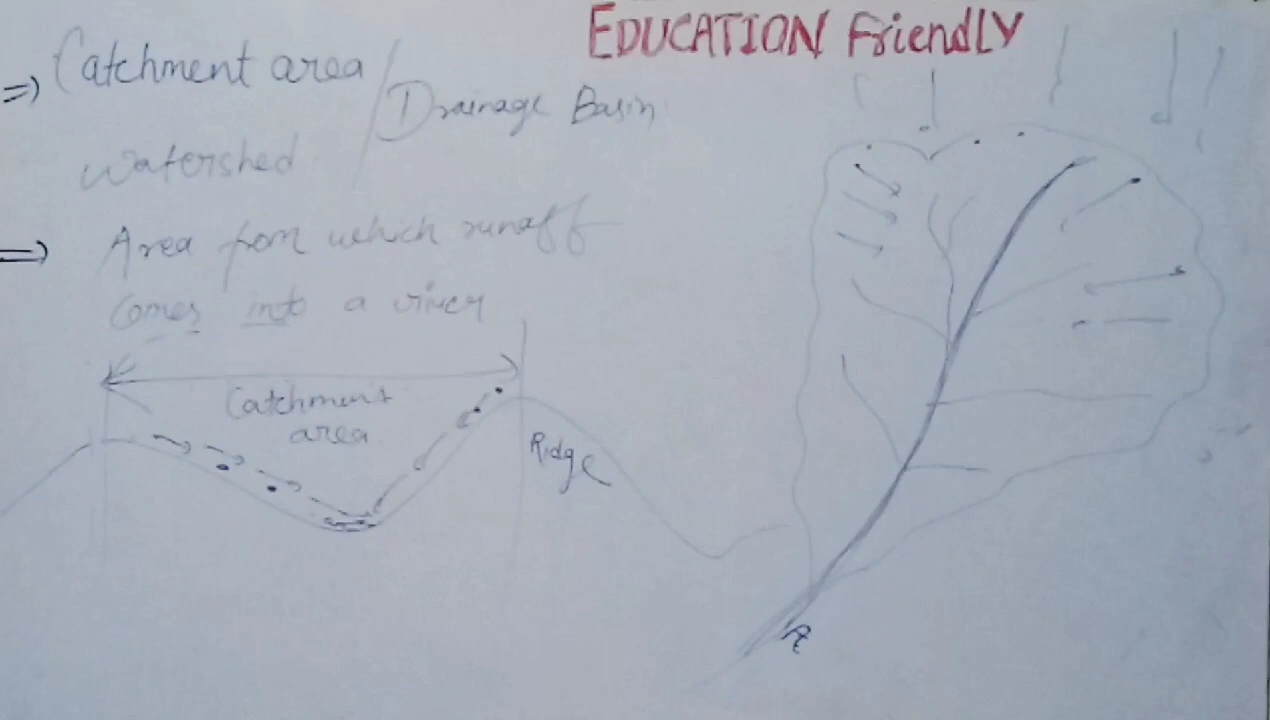 EDUCATION FriendLY
=> Catchment area / Drainage Basin
watershed
=> Area from which runoff
comes into a river
Catchment
area
Ridge
R